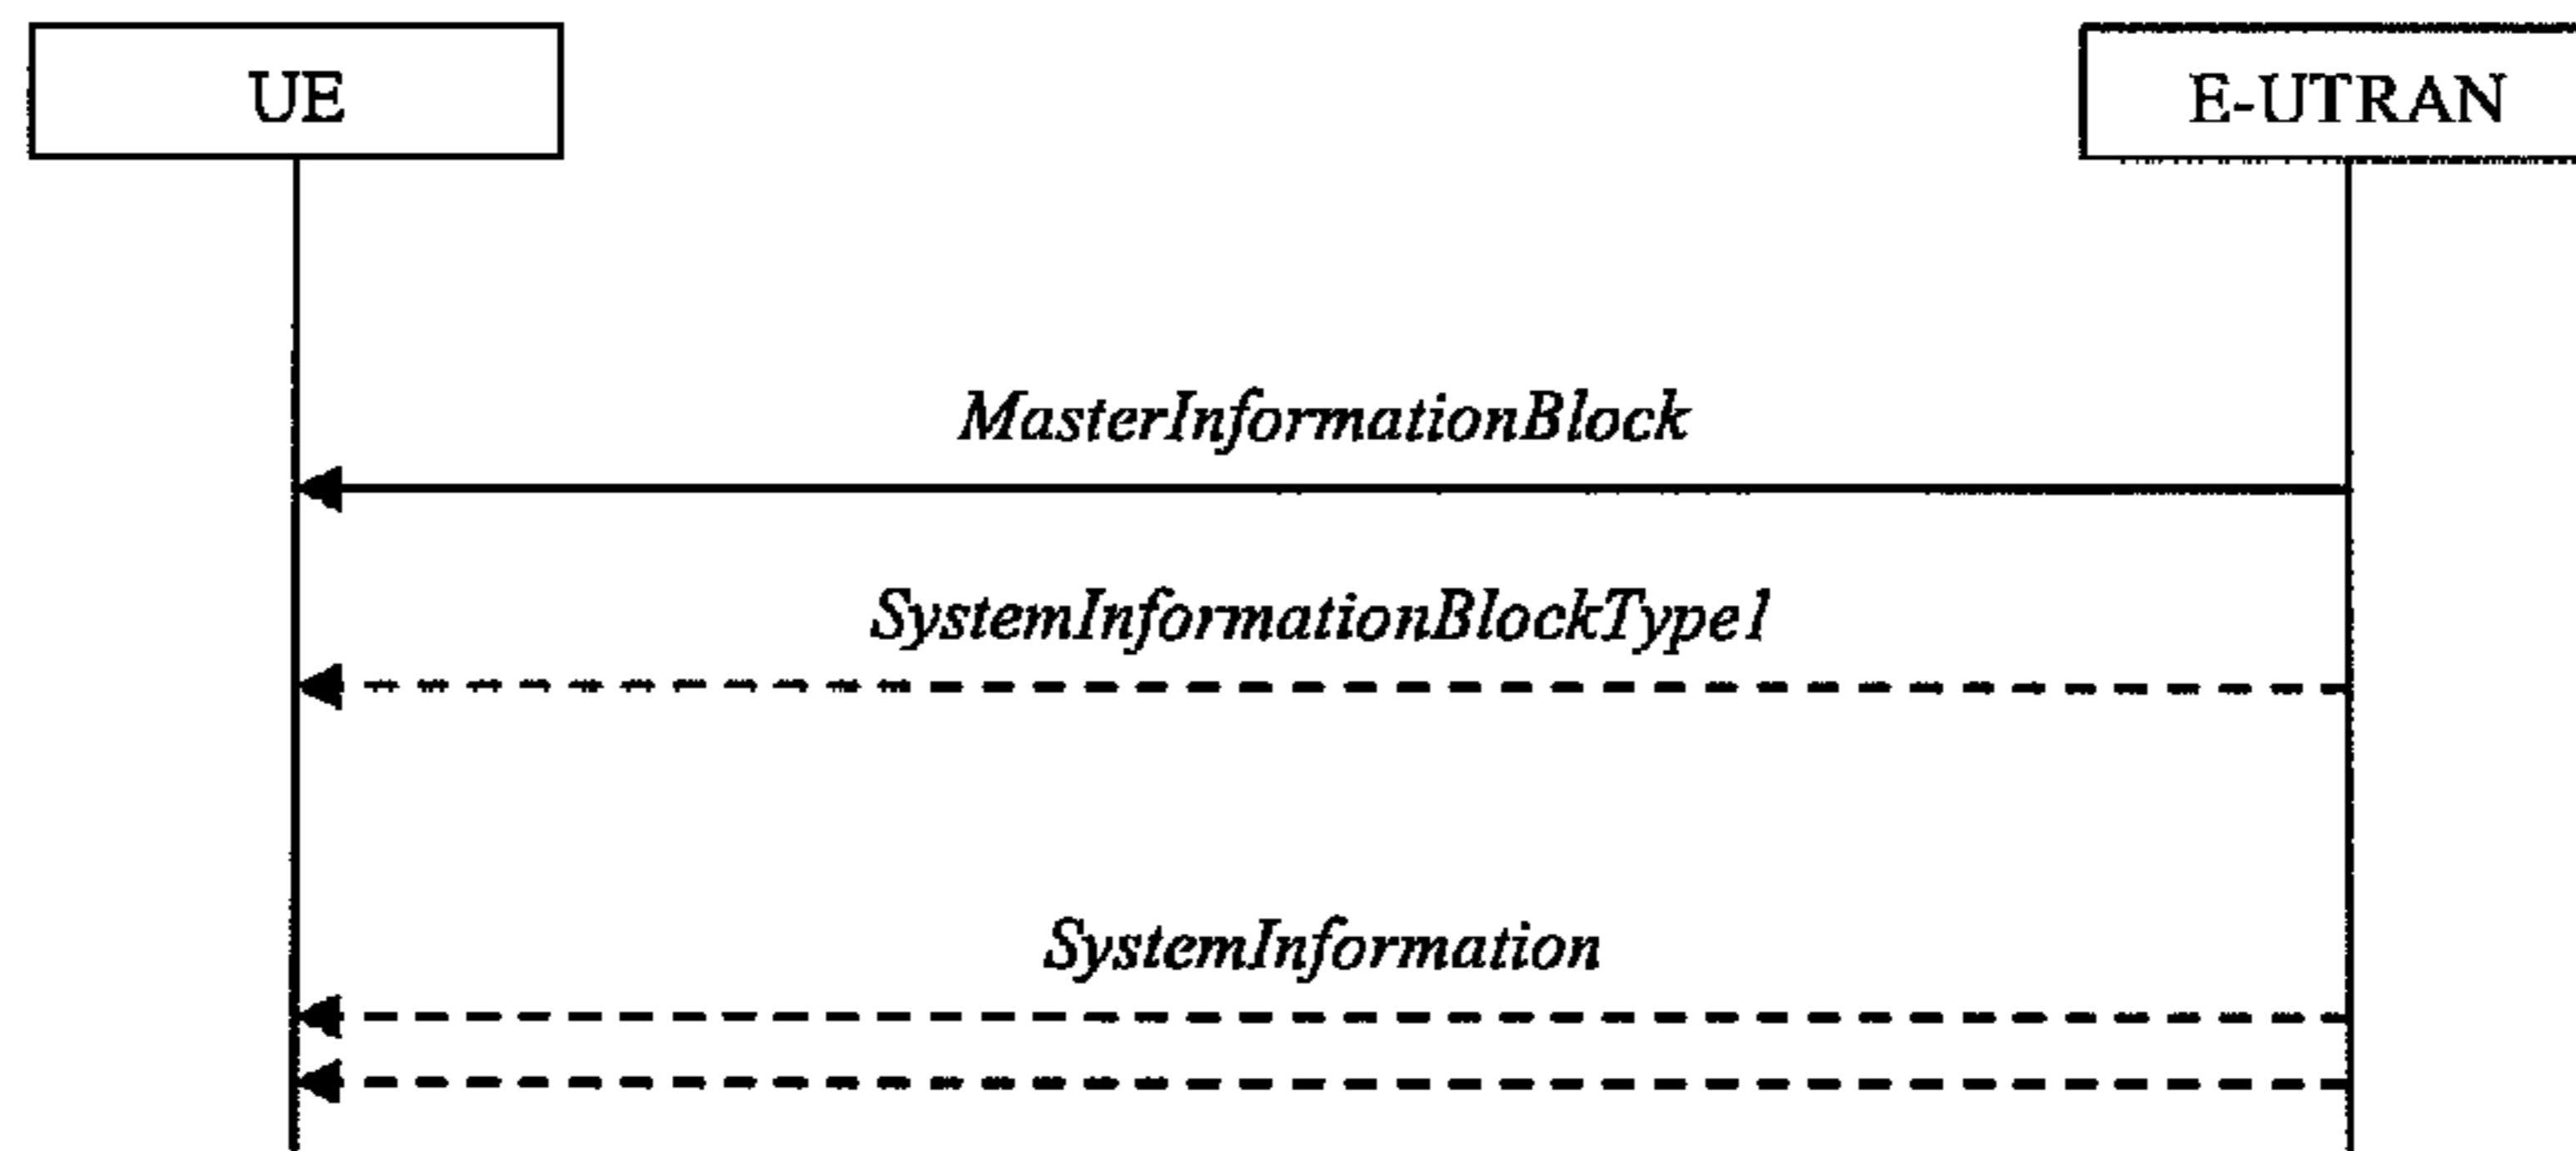 UE
E-UTRAN
MasterInformationBlock
SystemInformationBlockType1
SystemInformation